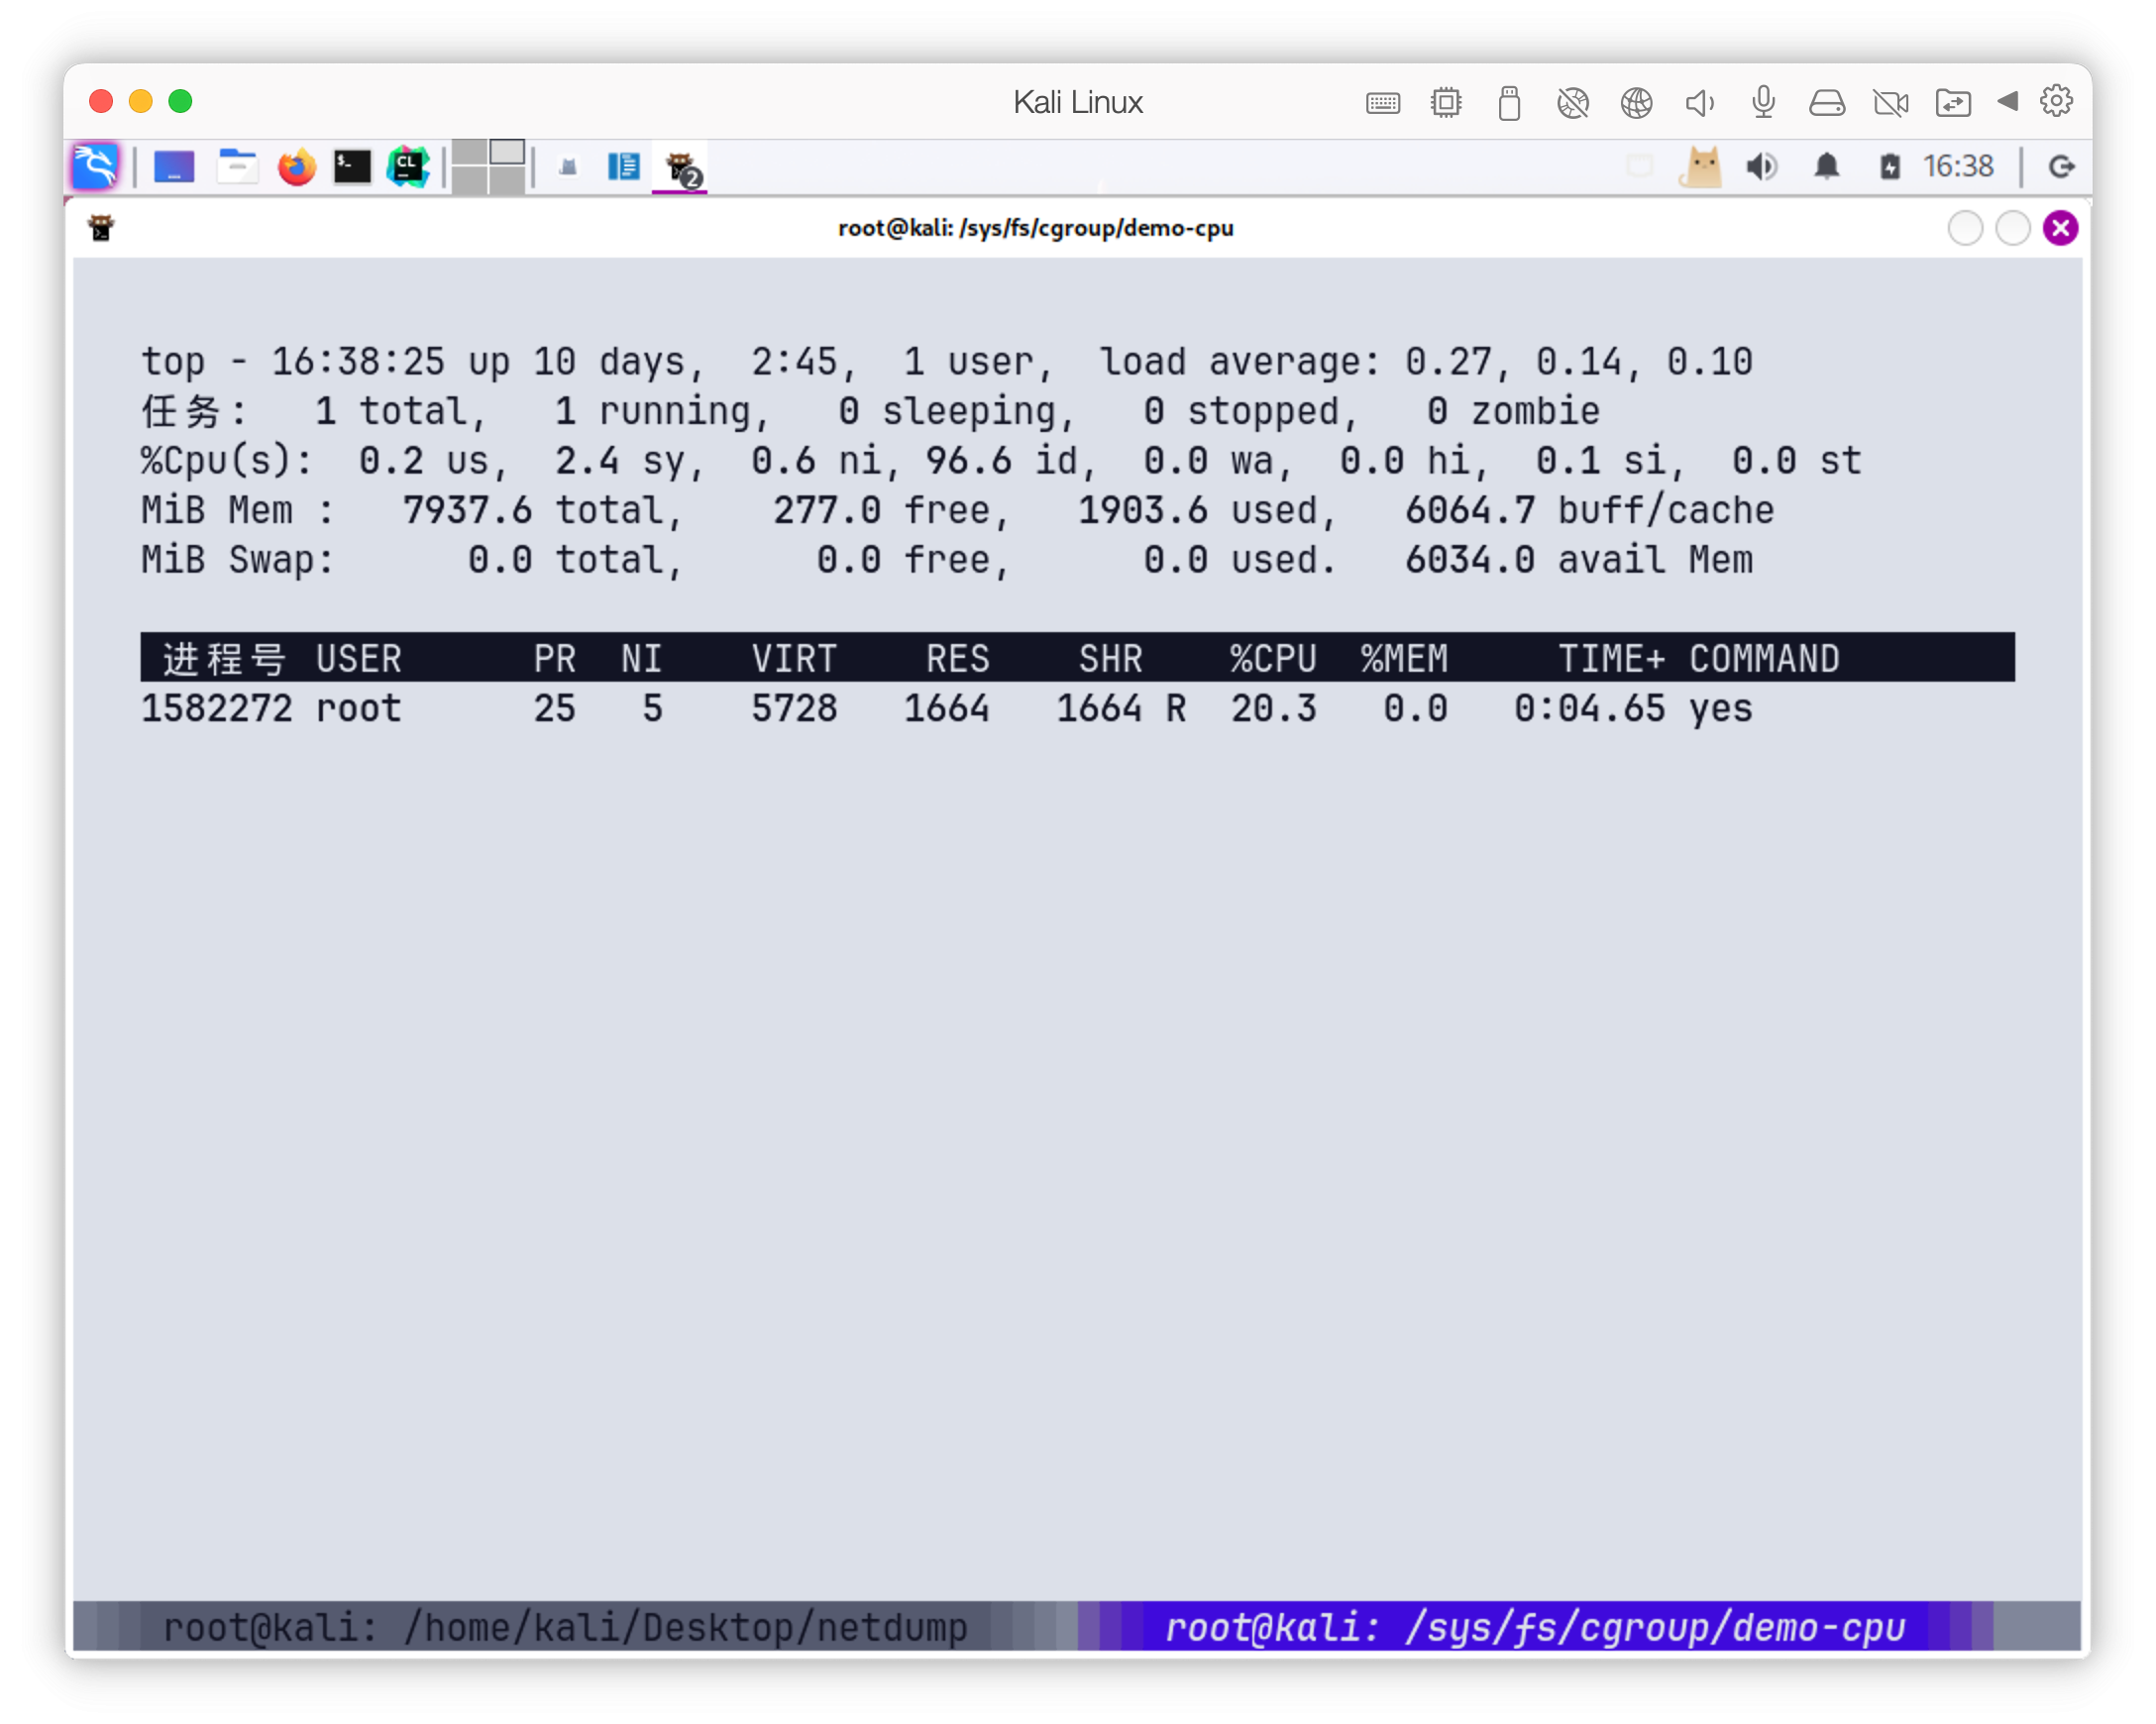 Kali Linux
$_
CL
2
16:38
root@kali: /sys/fs/cgroup/demo-cpu
top - 16:38:25 up 10 days,  2:45,  1 user,  load average: 0.27, 0.14, 0.10
任务:   1 total,   1 running,   0 sleeping,   0 stopped,   0 zombie
%Cpu(s):  0.2 us,  2.4 sy,  0.6 ni, 96.6 id,  0.0 wa,  0.0 hi,  0.1 si,  0.0 st
MiB Mem :   7937.6 total,    277.0 free,   1903.6 used,   6064.7 buff/cache
MiB Swap:      0.0 total,      0.0 free,      0.0 used.   6034.0 avail Mem
进程号 USER      PR  NI    VIRT    RES    SHR    %CPU  %MEM     TIME+ COMMAND
1582272 root      25   5    5728   1664   1664 R  20.3   0.0   0:04.65 yes
root@kali: /home/kali/Desktop/netdump
root@kali: /sys/fs/cgroup/demo-cpu